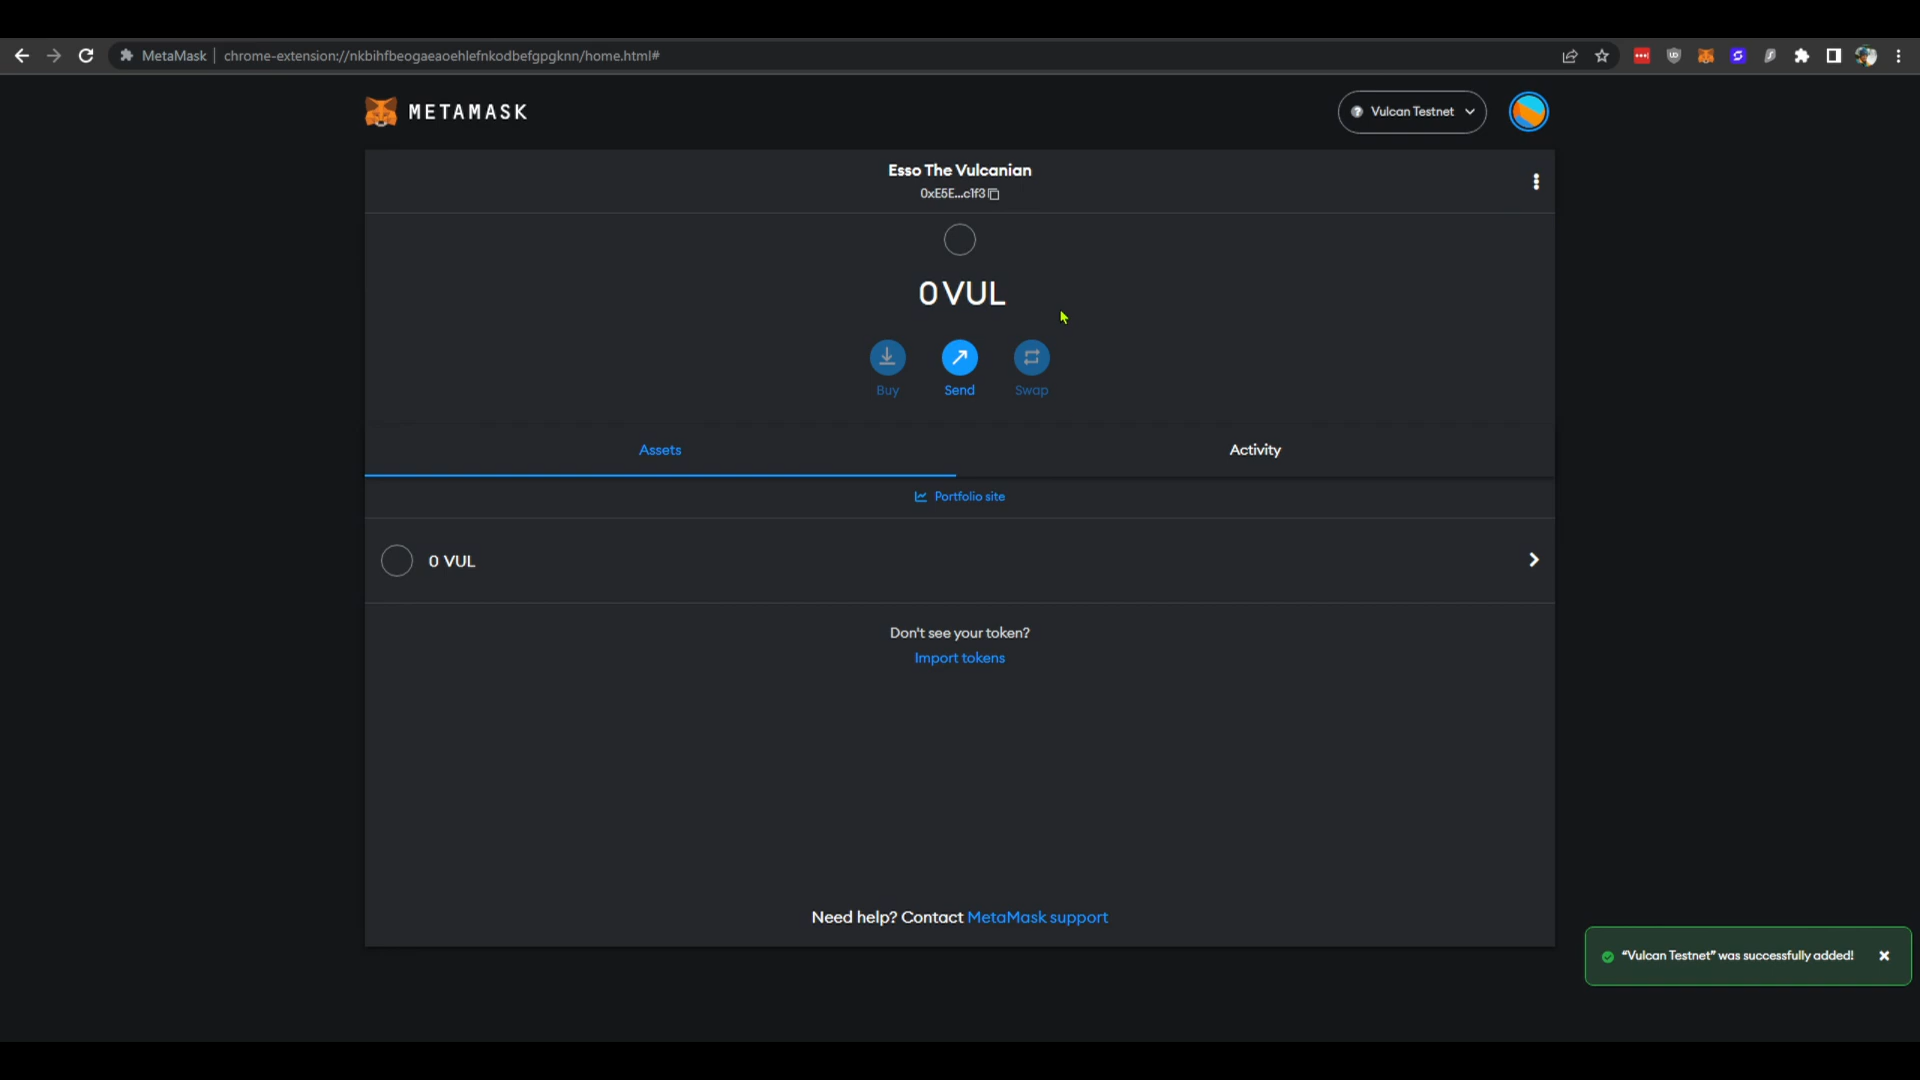 MetaMask | chrome-extension://nkbihfbeogaeaoehlefnkodbefgpgknn/home.html#
METAMASK
Vulcan Testnet
Esso The Vulcanian
0xE5E...c1f3
0 VUL
Buy
Send
Swap
Assets
Activity
Portfolio site
0 VUL
Don't see your token?
Import tokens
Need help? Contact MetaMask support
“Vulcan Testnet” was successfully added!